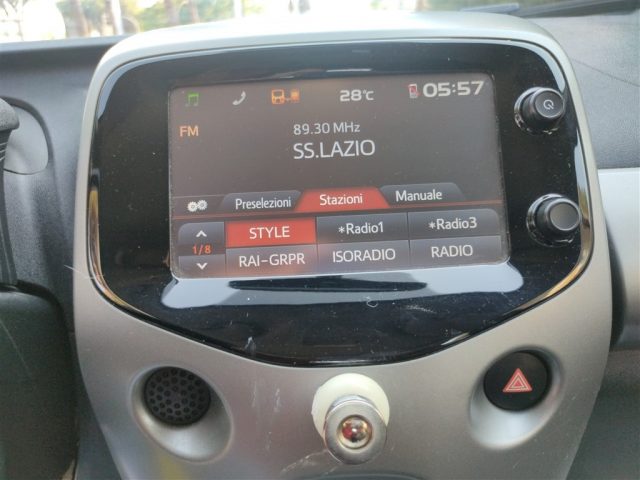 28°C 05:57
FM 89.30 MHz
SS.LAZIO
Preselezioni Stazioni Manuale
STYLE *Radio1 *Radio3
1/8
RAI-GRPR ISORADIO RADIO